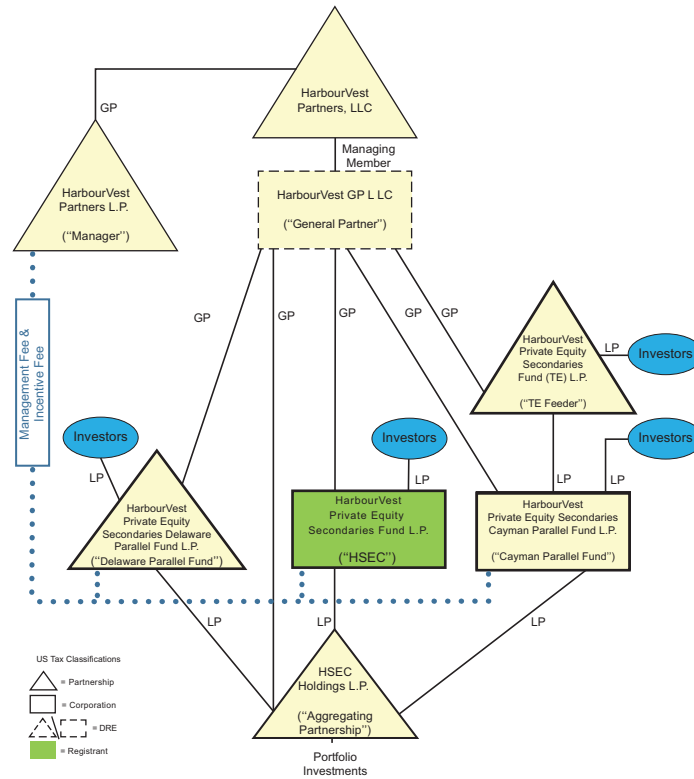 HarbourVest
Partners, LLC
GP
Managing
Member
HarbourVest
Partners L.P.
(“Manager”)
HarbourVest GP L LC
(“General Partner”)
Management Fee &
Incentive Fee
GP
GP
GP
GP
GP
HarbourVest
Private Equity
Secondaries
Fund (TE) L.P.
(“TE Feeder”)
LP
Investors
Investors
LP
HarbourVest
Private Equity
Secondaries Delaware
Parallel Fund L.P.
(“Delaware Parallel Fund”)
Investors
LP
HarbourVest
Private Equity
Secondaries Fund L.P.
(“HSEC”)
Investors
LP
LP
HarbourVest
Private Equity Secondaries
Cayman Parallel Fund L.P.
(“Cayman Parallel Fund”)
LP
LP
LP
HSEC
Holdings L.P.
(“Aggregating
Partnership”)
Portfolio
Investments
US Tax Classifications
= Partnership
= Corporation
= DRE
= Registrant